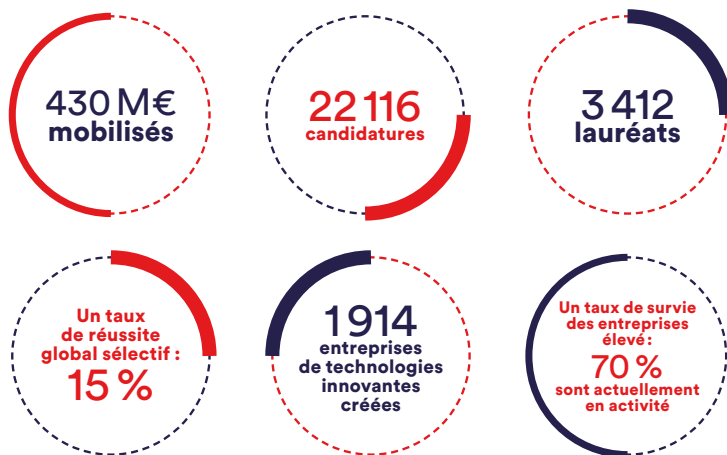 430 M€
mobilisés
22 116
candidatures
3 412
lauréats
Un taux
de réussite
global sélectif :
15 %
1 914
entreprises
de technologies
innovantes
créées
Un taux de survie
des entreprises
élevé :
70 %
sont actuellement
en activité